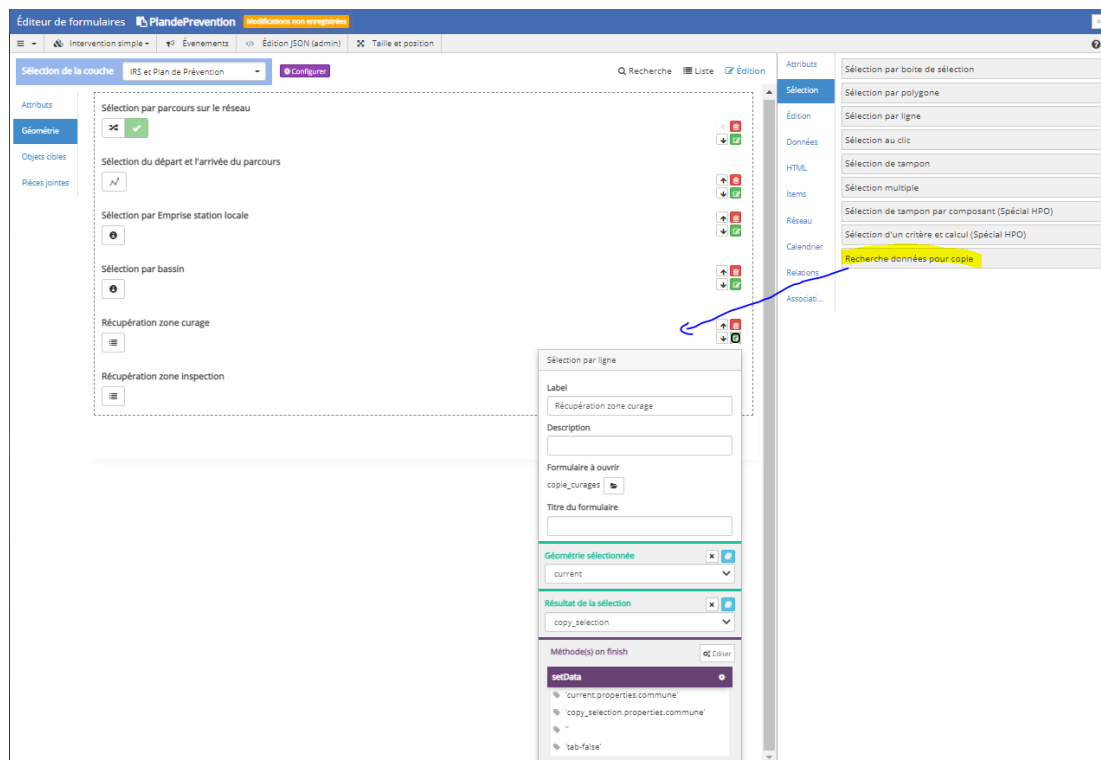 Éditeur de formulaires PlandePrevention Modifications non enregistrées
Intervention simple Évenements Édition JSON (admin) Taille et position
Sélection de la couche IRS et Plan de Prévention Configurer Recherche Liste Édition
Attributs
Géométrie
Objets cibles
Pièces jointes
Sélection par parcours sur le réseau
Sélection du départ et l'arrivée du parcours
Sélection par Emprise station locale
Sélection par bassin
Récupération zone curage
Récupération zone inspection
Sélection par ligne
Label
Récupération zone curage
Description
Formulaire à ouvrir
copie_curages
Titre du formulaire
Géométrie sélectionnée
current
Résultat de la sélection
copy_selection
Méthode(s) on finish Éditer
setData
'current.properties.commune'
'copy_selection.properties.commune'
''
'tab-false'
Attributs
Sélection
Édition
Données
HTML
Items
Réseau
Calendrier
Relations
Associati...
Sélection par boite de sélection
Sélection par polygone
Sélection par ligne
Sélection au clic
Sélection de tampon
Sélection multiple
Sélection de tampon par composant (Spécial HPO)
Sélection d'un critère et calcul (Spécial HPO)
Recherche données pour copie